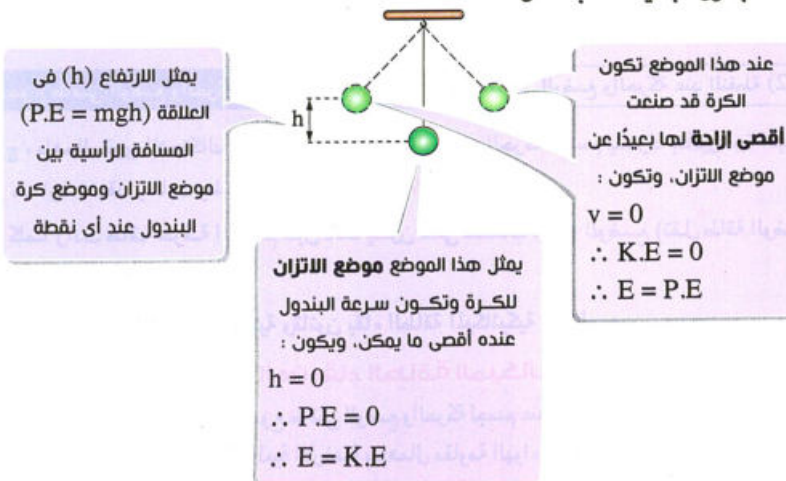 عند هذا الموضع تكون
الكرة قد صنعت
أقصى إزاحة لها بعيدًا عن
موضع الاتزان، وتكون :
v = 0
∴ K.E = 0
∴ E = P.E
يمثل الارتفاع (h) فى
العلاقة (P.E = mgh)
المسافة الرأسية بين
موضع الاتزان وموضع كرة
البندول عند أى نقطة
h
يمثل هذا الموضع موضع الاتزان
للكرة وتكون سرعة البندول
عنده أقصى ما يمكن، ويكون :
h = 0
∴ P.E = 0
∴ E = K.E